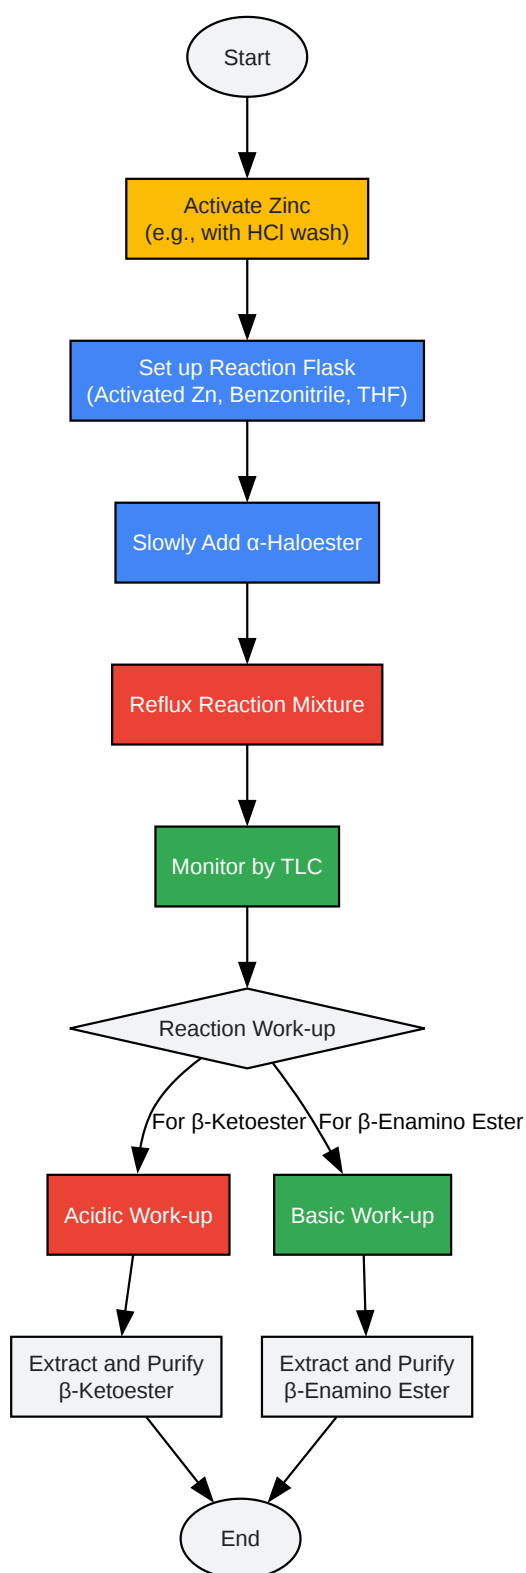 Start
Activate Zinc
(e.g., with HCl wash)
Set up Reaction Flask
(Activated Zn, Benzonitrile, THF)
Slowly Add α-Haloester
Reflux Reaction Mixture
Monitor by TLC
Reaction Work-up
For β-Ketoester
For β-Enamino Ester
Acidic Work-up
Basic Work-up
Extract and Purify
β-Ketoester
Extract and Purify
β-Enamino Ester
End